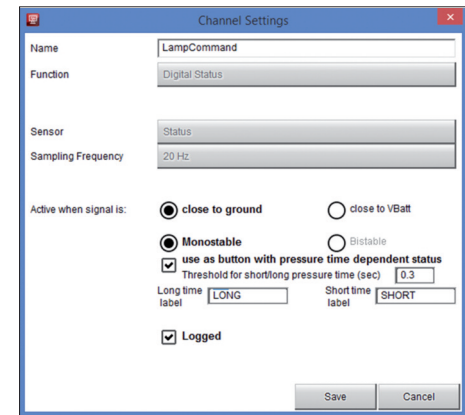 Channel Settings
Name LampCommand
Function Digital Status
Sensor Status
Sampling Frequency 20 Hz
Active when signal is: close to ground close to VBatt
Monostable Bistable
use as button with pressure time dependent status
Threshold for short/long pressure time (sec) 0.3
Long time label LONG Short time label SHORT
Logged
Save Cancel